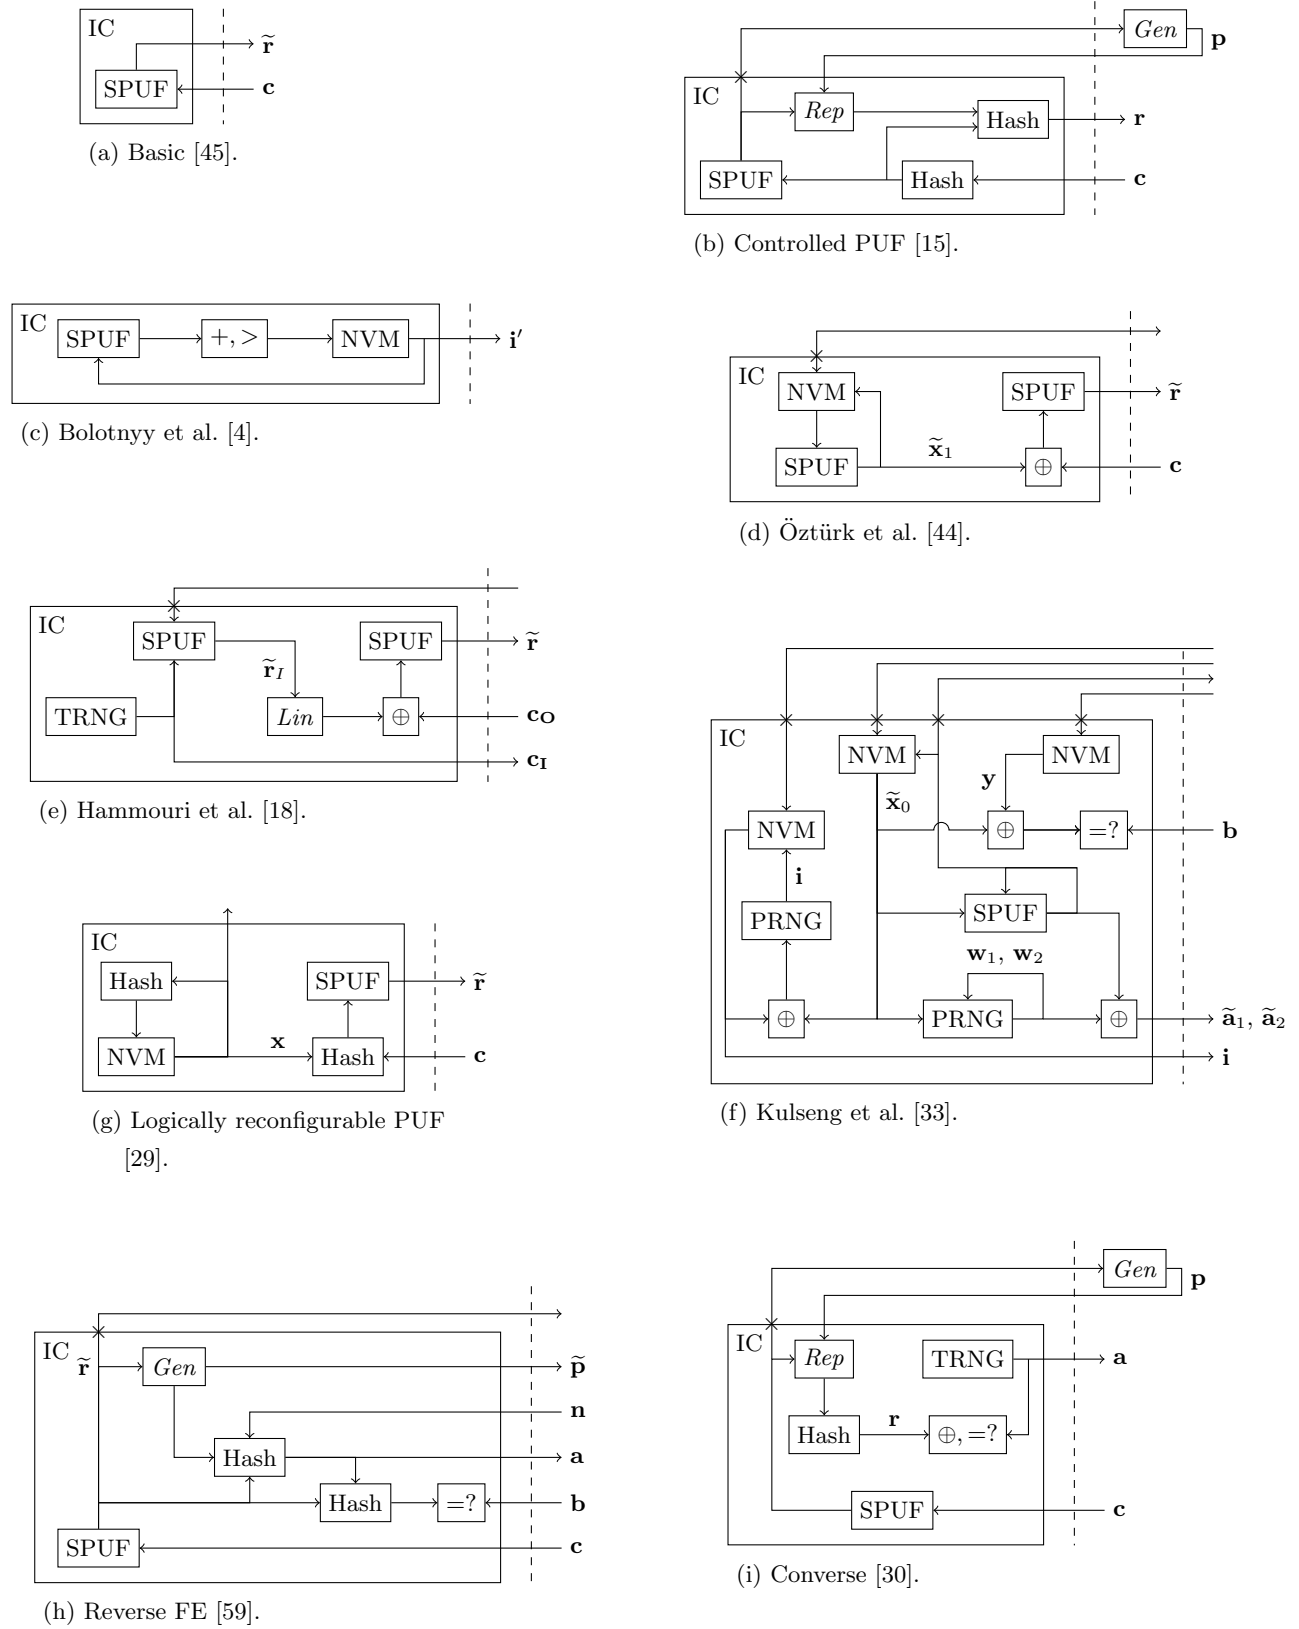 IC
r̃
SPUF
c
(a) Basic [45].
Gen
p
IC
Rep
Hash
r
SPUF
Hash
c
(b) Controlled PUF [15].
IC
SPUF
+, >
NVM
i′
(c) Bolotnyy et al. [4].
IC
NVM
SPUF
r̃
x̃₁
SPUF
⊕
c
(d) Öztürk et al. [44].
IC
SPUF
SPUF
r̃
r̃_I
TRNG
Lin
⊕
c_O
c_I
(e) Hammouri et al. [18].
IC
NVM
NVM
y
x̃₀
NVM
⊕
=?
b
i
PRNG
SPUF
w₁, w₂
⊕
PRNG
⊕
ã₁, ã₂
i
(f) Kulseng et al. [33].
IC
Hash
SPUF
r̃
NVM
x
Hash
c
(g) Logically reconfigurable PUF
[29].
IC
r̃
Gen
p̃
n
Hash
a
Hash
=?
b
SPUF
c
(h) Reverse FE [59].
Gen
p
IC
Rep
TRNG
a
Hash
r
⊕, =?
SPUF
c
(i) Converse [30].